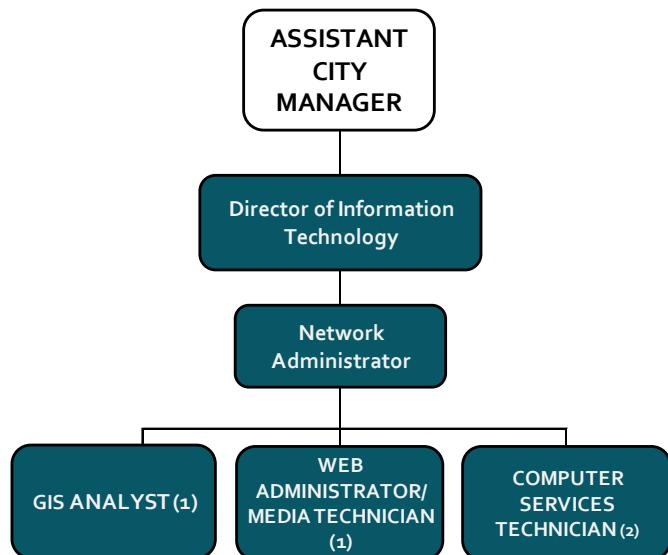 ASSISTANT
CITY
MANAGER
Director of Information
Technology
Network
Administrator
GIS ANALYST (1)
WEB
ADMINISTRATOR/
MEDIA TECHNICIAN
(1)
COMPUTER
SERVICES
TECHNICIAN (2)